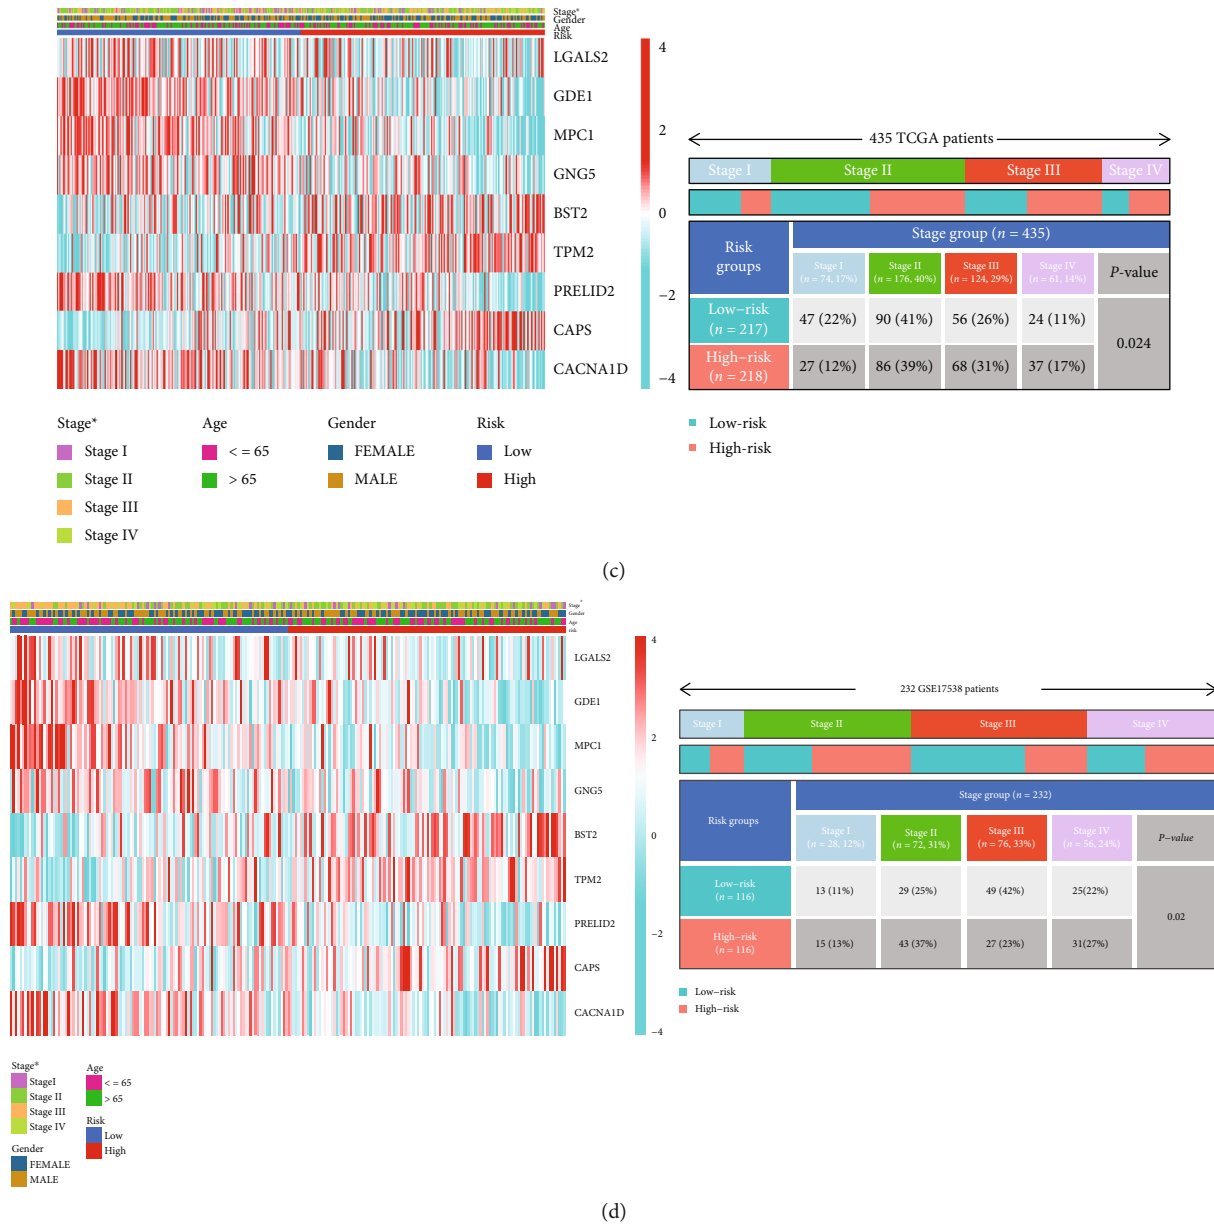 Stage*
Gender
Age
Risk
LGALS2
GDE1
MPC1
GNG5
BST2
TPM2
PRELID2
CAPS
CACNA1D
4
2
0
−2
−4
435 TCGA patients
Stage I
Stage II
Stage III
Stage IV
Risk groups
Stage group (n = 435)
Stage I (n = 74, 17%)
Stage II (n = 176, 40%)
Stage III (n = 124, 29%)
Stage IV (n = 61, 14%)
P-value
Low−risk (n = 217)
47 (22%)
90 (41%)
56 (26%)
24 (11%)
0.024
High−risk (n = 218)
27 (12%)
86 (39%)
68 (31%)
37 (17%)
Low-risk
High-risk
Stage*
Stage I
Stage II
Stage III
Stage IV
Age
< = 65
> 65
Gender
FEMALE
MALE
Risk
Low
High
(c)
Stage*
Gender
Age
risk
LGALS2
GDE1
MPC1
GNG5
BST2
TPM2
PRELID2
CAPS
CACNA1D
4
2
0
−2
−4
232 GSE17538 patients
Stage I
Stage II
Stage III
Stage IV
Risk groups
Stage group (n = 232)
Stage I (n = 28, 12%)
Stage II (n = 72, 31%)
Stage III (n = 76, 33%)
Stage IV (n = 56, 24%)
P−value
Low−risk (n = 116)
13 (11%)
29 (25%)
49 (42%)
25(22%)
0.02
High−risk (n = 116)
15 (13%)
43 (37%)
27 (23%)
31(27%)
Low−risk
High−risk
Stage*
StageI
Stage II
Stage III
Stage IV
Gender
FEMALE
MALE
Age
< = 65
> 65
Risk
Low
High
(d)